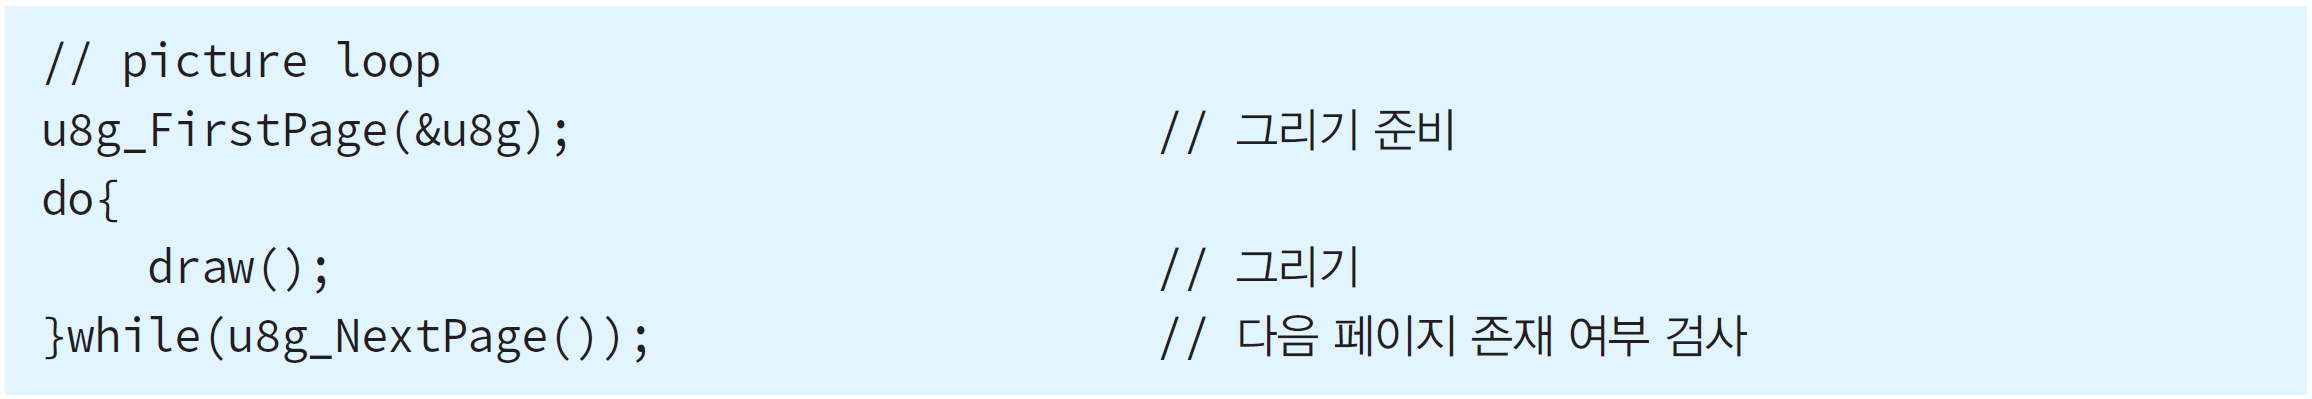 // picture loop
u8g_FirstPage(&u8g); // 그리기 준비
do{
    draw(); // 그리기
}while(u8g_NextPage()); // 다음 페이지 존재 여부 검사